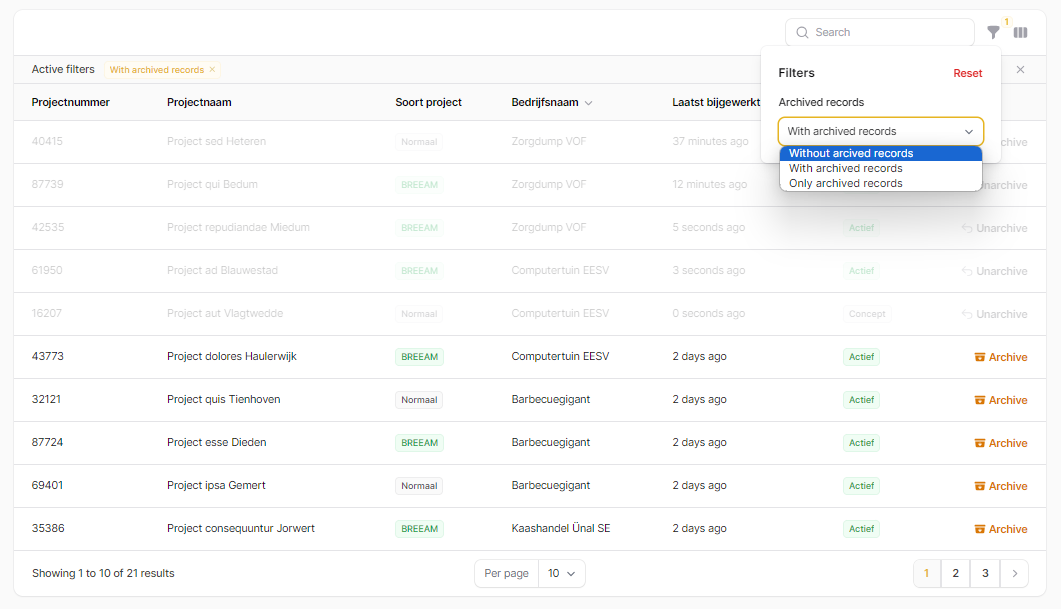 Search
1
Active filters
With archived records
Filters
Reset
Archived records
With archived records
Without arcived records
With archived records
Only archived records
Projectnummer Projectnaam Soort project Bedrijfsnaam Laatst bijgewerkt
40415 Project sed Heteren Normaal Zorgdump VOF 37 minutes ago
87739 Project qui Bedum BREEAM Zorgdump VOF 12 minutes ago
42535 Project repudiandae Miedum BREEAM Zorgdump VOF 5 seconds ago Actief Unarchive
61950 Project ad Blauwestad BREEAM Computertuin EESV 3 seconds ago Actief Unarchive
16207 Project aut Vlagtwedde Normaal Computertuin EESV 0 seconds ago Concept Unarchive
43773 Project dolores Haulerwijk BREEAM Computertuin EESV 2 days ago Actief Archive
32121 Project quis Tienhoven Normaal Barbecuegigant 2 days ago Actief Archive
87724 Project esse Dieden BREEAM Barbecuegigant 2 days ago Actief Archive
69401 Project ipsa Gemert Normaal Barbecuegigant 2 days ago Actief Archive
35386 Project consequuntur Jorwert BREEAM Kaashandel Ünal SE 2 days ago Actief Archive
Showing 1 to 10 of 21 results Per page 10 1 2 3